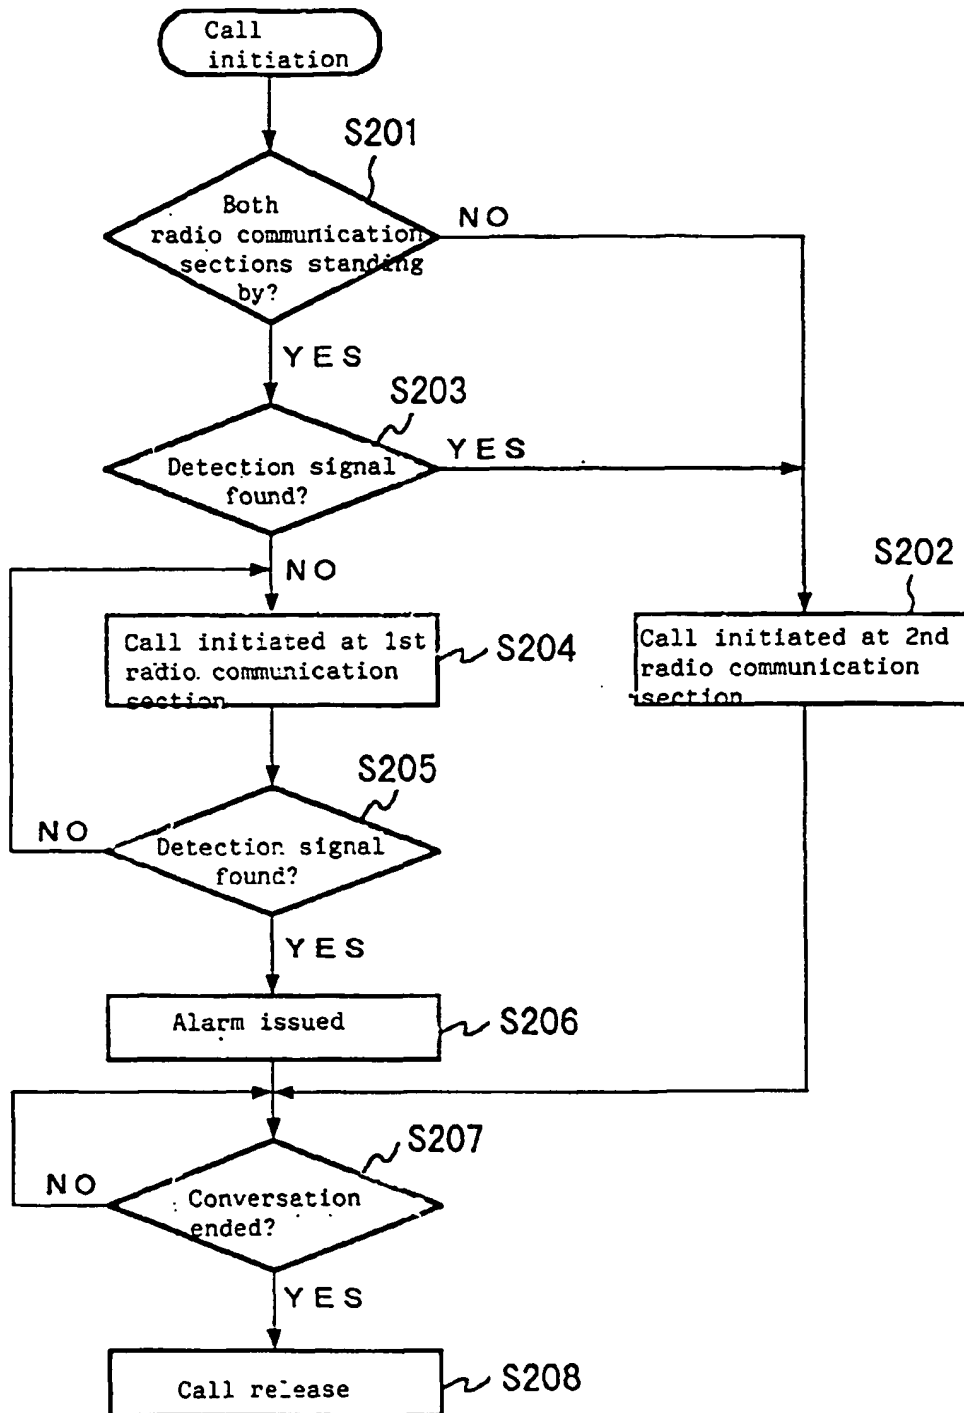 Call
initiation
S201
Both
radio communication
sections standing
by?
NO
YES
S203
Detection signal
found?
YES
NO
S202
Call initiated at 1st
radio communication
section
S204
Call initiated at 2nd
radio communication
section
S205
Detection signal
found?
NO
YES
Alarm issued
S206
S207
Conversation
ended?
NO
YES
Call release
S208